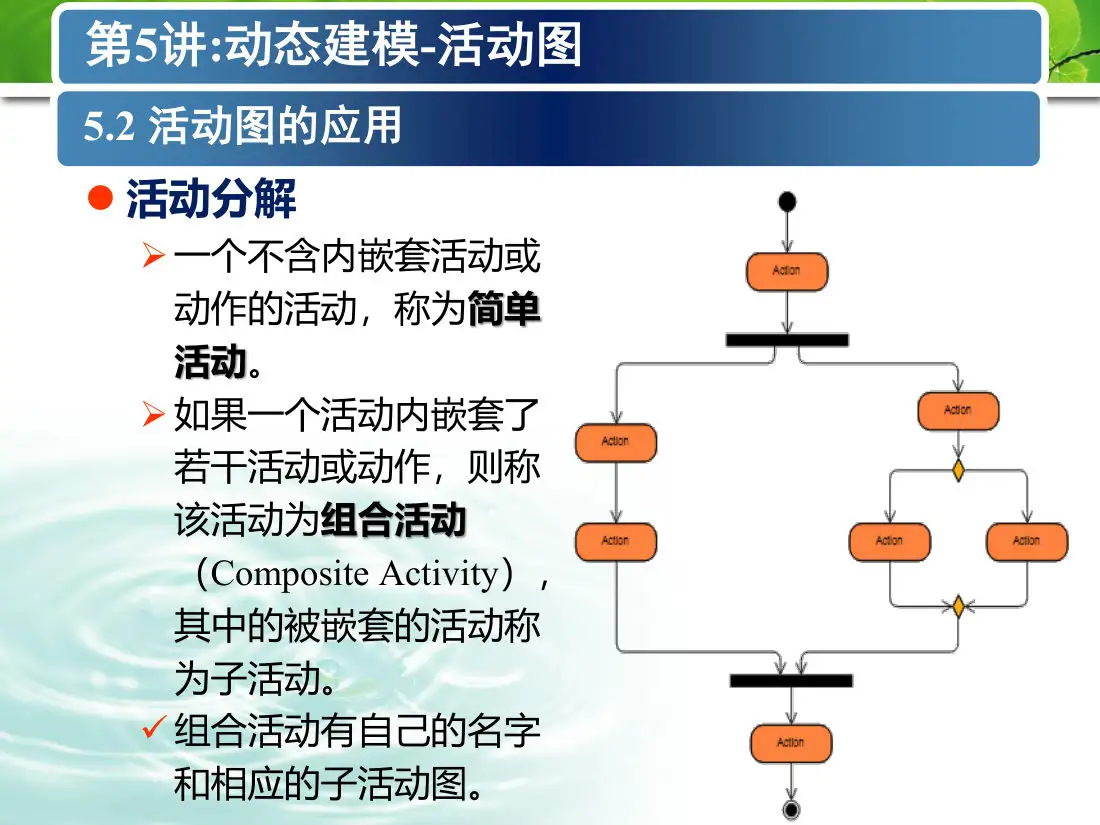 第5讲:动态建模-活动图
5.2 活动图的应用
活动分解
一个不含内嵌套活动或
动作的活动，称为简单
活动。
如果一个活动内嵌套了
若干活动或动作，则称
该活动为组合活动
（Composite Activity），
其中的被嵌套的活动称
为子活动。
组合活动有自己的名字
和相应的子活动图。
Action
Action
Action
Action
Action
Action
Action